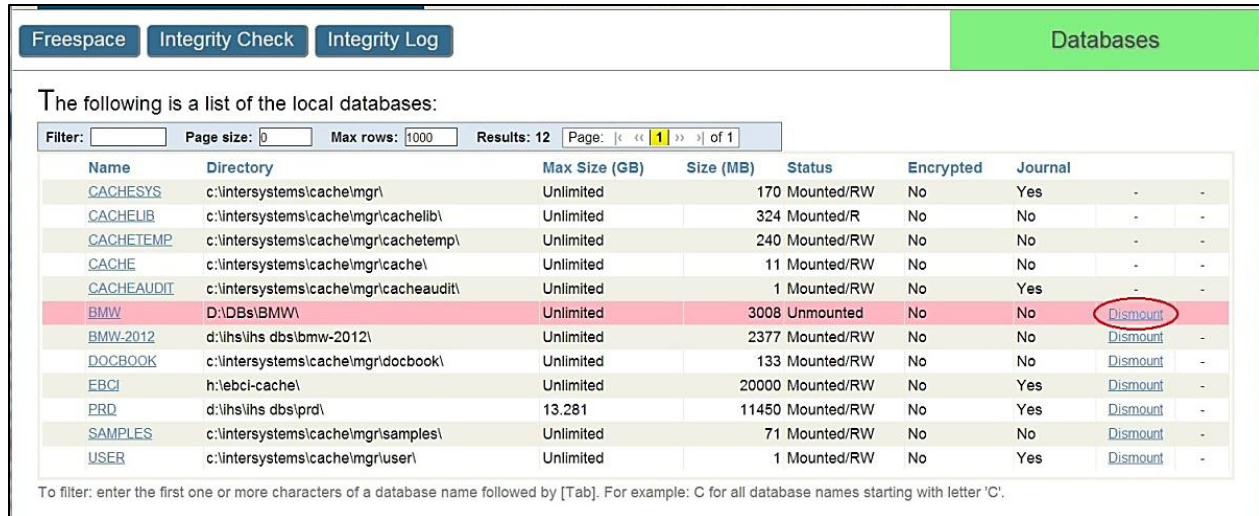 Freespace Integrity Check Integrity Log Databases
The following is a list of the local databases:
Filter: Page size: 0 Max rows: 1000 Results: 12 Page: |< << 1 >> >| of 1
Name Directory Max Size (GB) Size (MB) Status Encrypted Journal
CACHESYS c:\intersystems\cache\mgr\ Unlimited 170 Mounted/RW No Yes - -
CACHELIB c:\intersystems\cache\mgr\cachelib\ Unlimited 324 Mounted/R No No - -
CACHETEMP c:\intersystems\cache\mgr\cachetemp\ Unlimited 240 Mounted/RW No No - -
CACHE c:\intersystems\cache\mgr\cache\ Unlimited 11 Mounted/RW No No - -
CACHEAUDIT c:\intersystems\cache\mgr\cacheaudit\ Unlimited 1 Mounted/RW No Yes - -
BMW D:\DBs\BMW\ Unlimited 3008 Unmounted No No Dismount
BMW-2012 d:\ihs\ihs dbs\bmw-2012\ Unlimited 2377 Mounted/RW No No Dismount -
DOCBOOK c:\intersystems\cache\mgr\docbook\ Unlimited 133 Mounted/RW No No Dismount -
EBCI h:\ebci-cache\ Unlimited 20000 Mounted/RW No Yes Dismount -
PRD d:\ihs\ihs dbs\prd\ 13.281 11450 Mounted/RW No Yes Dismount -
SAMPLES c:\intersystems\cache\mgr\samples\ Unlimited 71 Mounted/RW No No Dismount -
USER c:\intersystems\cache\mgr\user\ Unlimited 1 Mounted/RW No Yes Dismount -
To filter: enter the first one or more characters of a database name followed by [Tab]. For example: C for all database names starting with letter 'C'.